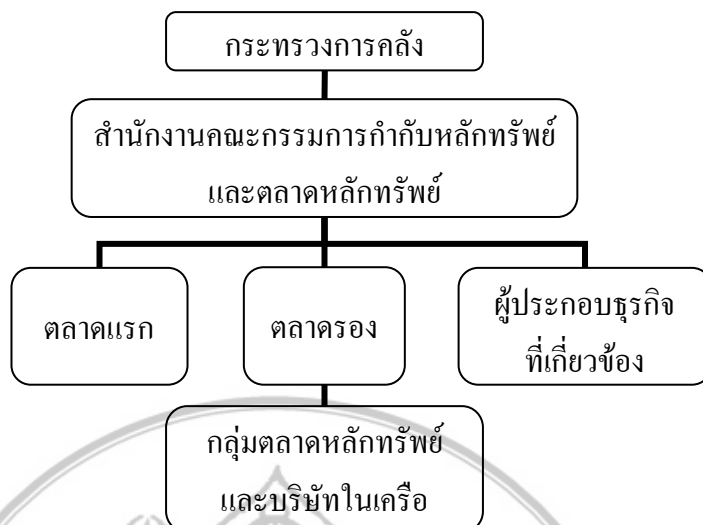 กระทรวงการคลัง
สำนักงานคณะกรรมการกำกับหลักทรัพย์
และตลาดหลักทรัพย์
ตลาดแรก
ตลาดรอง
ผู้ประกอบธุรกิจ
ที่เกี่ยวข้อง
กลุ่มตลาดหลักทรัพย์
และบริษัทในเครือ